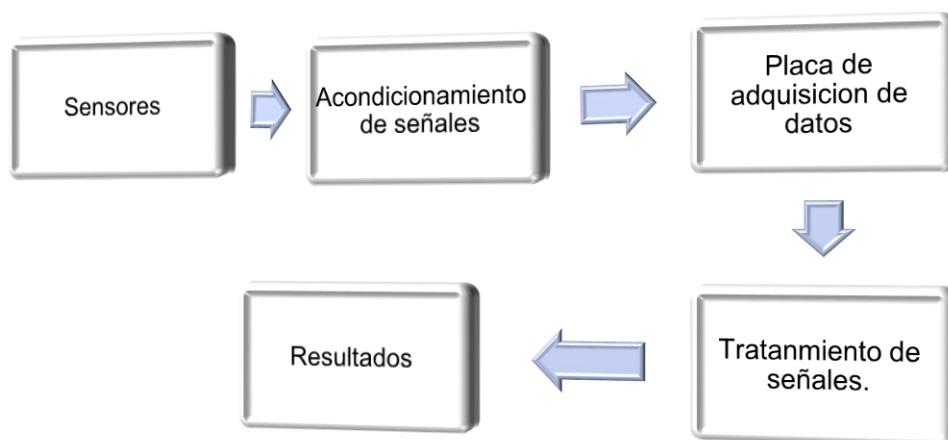 Sensores
Acondicionamiento
de señales
Placa de
adquisicion de
datos
Tratanmiento de
señales.
Resultados